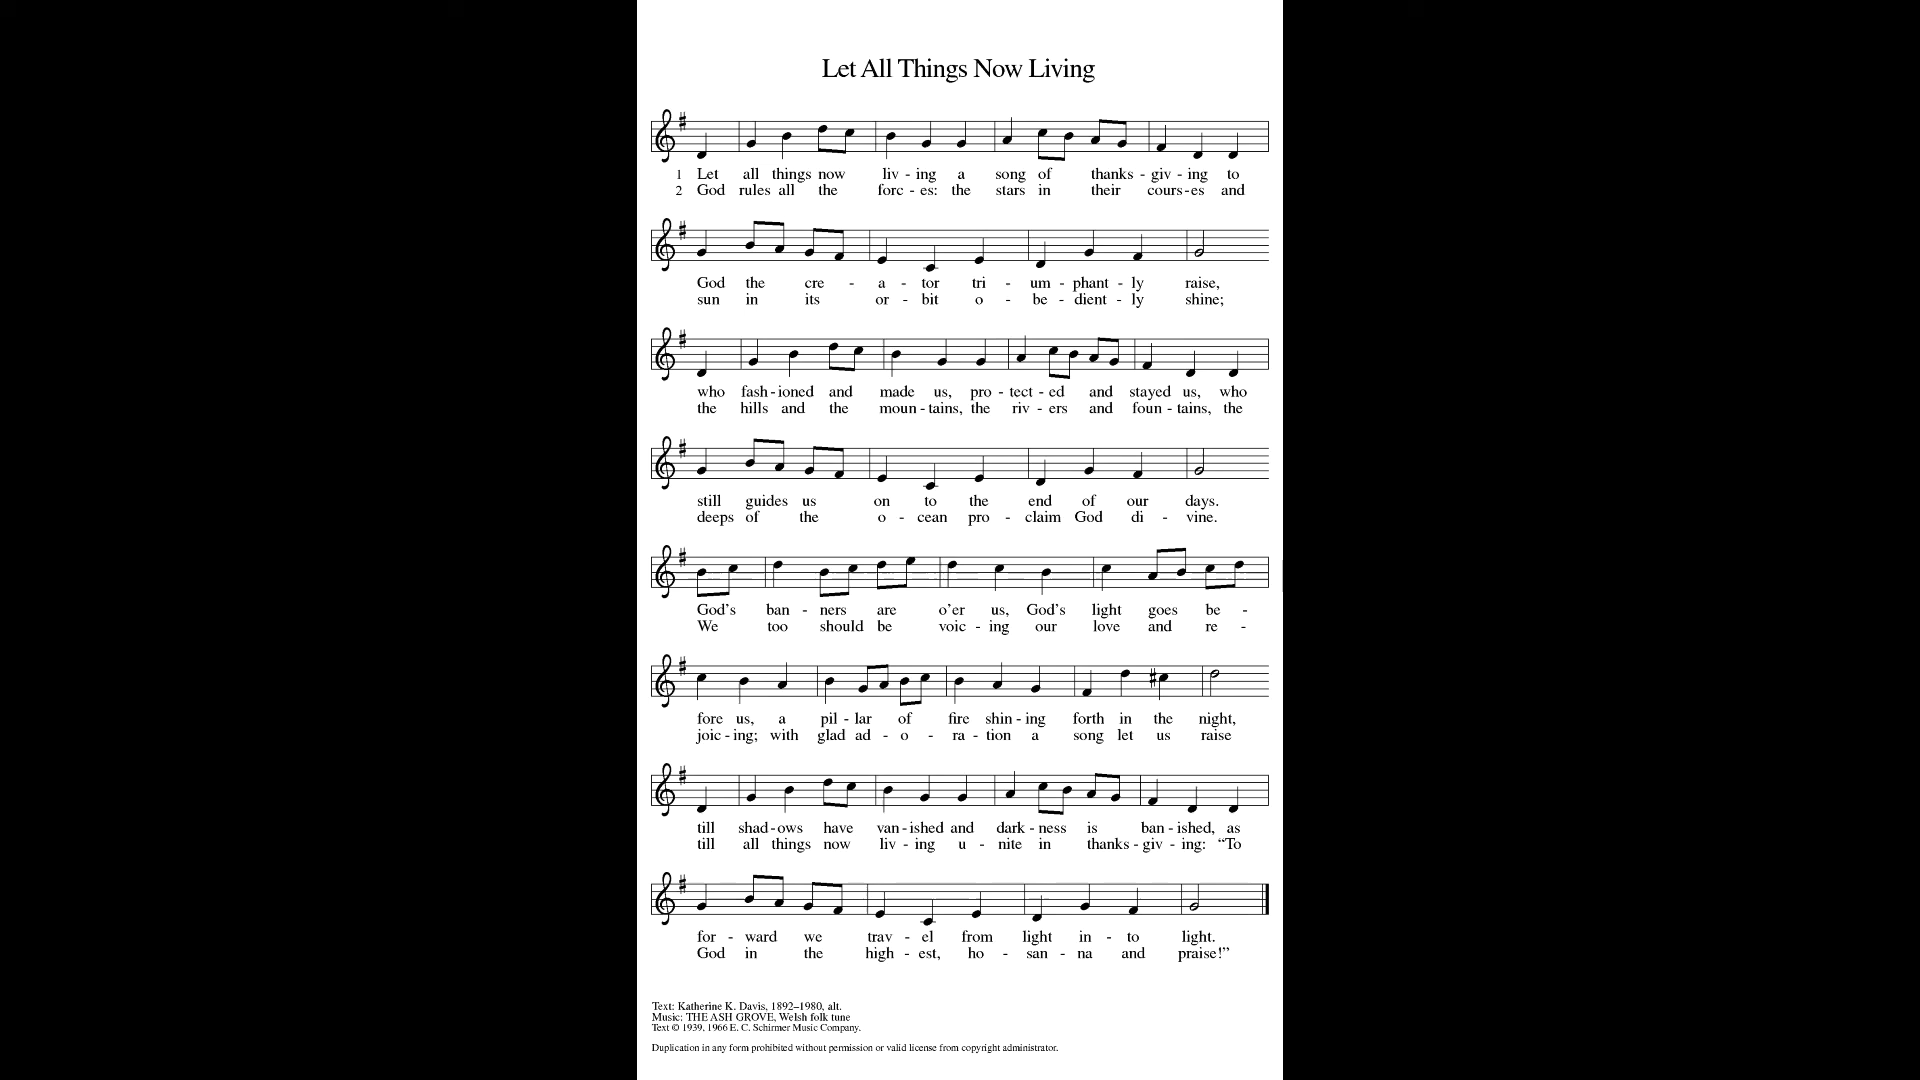 Let All Things Now Living
1 Let all things now liv - ing a song of thanks - giv - ing to
2 God rules all the forc - es: the stars in their cours - es and
God the cre - a - tor tri - um - phant - ly raise,
sun in its or - bit o - be - dient - ly shine;
who fash - ioned and made us, pro - tect - ed and stayed us, who
the hills and the moun - tains, the riv - ers and foun - tains, the
still guides us on to the end of our days.
deeps of the o - cean pro - claim God di - vine.
God's ban - ners are o'er us, God's light goes be -
We too should be voic - ing our love and re -
fore us, a pil - lar of fire shin - ing forth in the night,
joic - ing; with glad ad - o - ra - tion a song let us raise
till shad - ows have van - ished and dark - ness is ban - ished, as
till all things now liv - ing u - nite in thanks - giv - ing: “To
for - ward we trav - el from light in - to light.
God in the high - est, ho - san - na and praise!”
Text: Katherine K. Davis, 1892–1980, alt.
Music: THE ASH GROVE, Welsh folk tune
Text © 1939, 1966 E. C. Schirmer Music Company.
Duplication in any form prohibited without permission or valid license from copyright administrator.